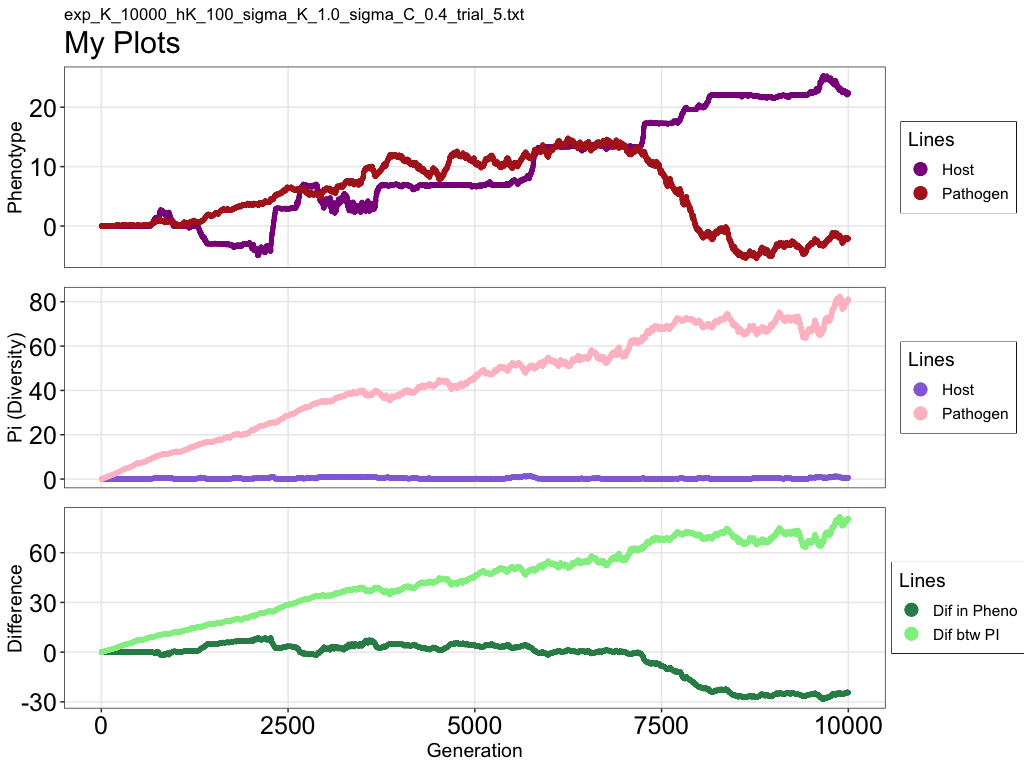 exp_K_10000_hK_100_sigma_K_1.0_sigma_C_0.4_trial_5.txt
My Plots
Phenotype
20
10
0
Lines
Host
Pathogen
Pi (Diversity)
80
60
40
20
0
Lines
Host
Pathogen
Difference
60
30
0
-30
Lines
Dif in Pheno
Dif btw PI
0 2500 5000 7500 10000
Generation